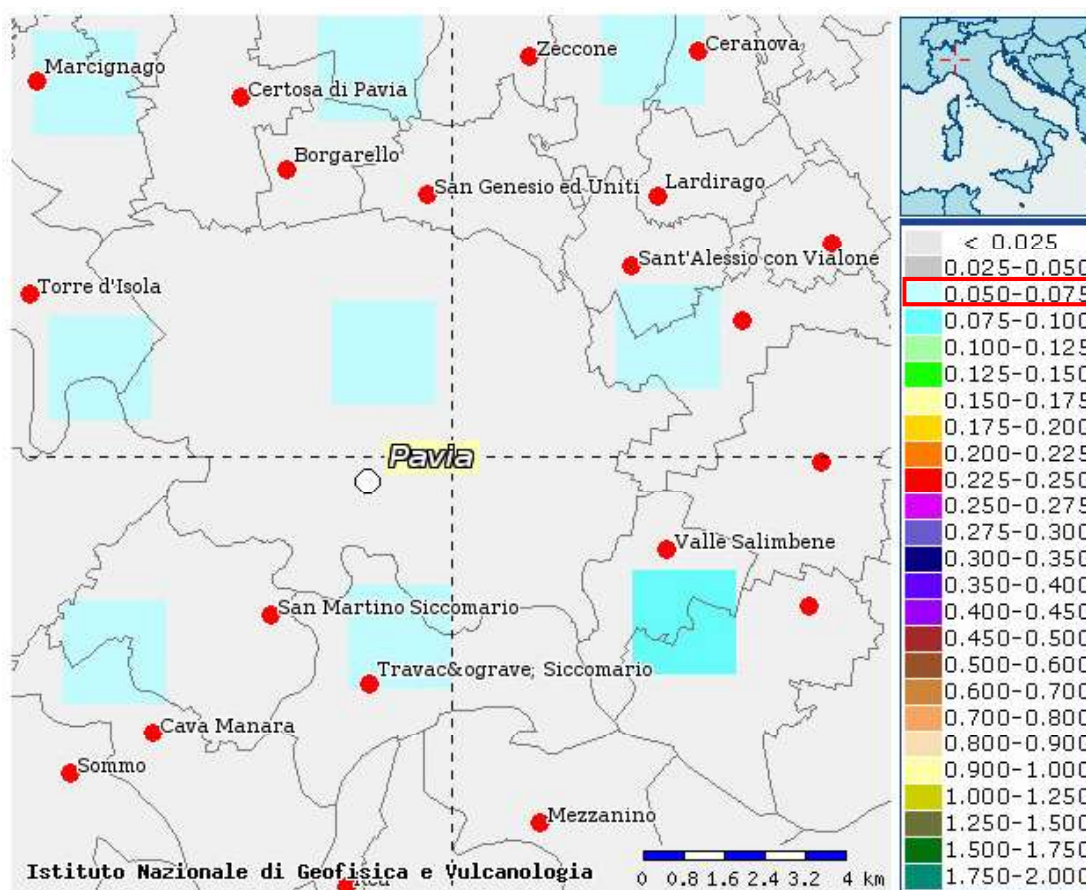 Zeccone
Ceranova
Marcignago
Certosa di Pavia
Borgarello
San Genesio ed Uniti
Lardirago
Sant'Alessio con Vialone
Torre d'Isola
Pavia
Valle Salimbene
San Martino Siccomario
Travac&ograve; Siccomario
Cava Manara
Sommo
Mezzanino
Istituto Nazionale di Geofisica e Vulcanologia
0 0.8 1.6 2.4 3.2 4 km
< 0.025
0.025-0.050
0.050-0.075
0.075-0.100
0.100-0.125
0.125-0.150
0.150-0.175
0.175-0.200
0.200-0.225
0.225-0.250
0.250-0.275
0.275-0.300
0.300-0.350
0.350-0.400
0.400-0.450
0.450-0.500
0.500-0.600
0.600-0.700
0.700-0.800
0.800-0.900
0.900-1.000
1.000-1.250
1.250-1.500
1.500-1.750
1.750-2.000